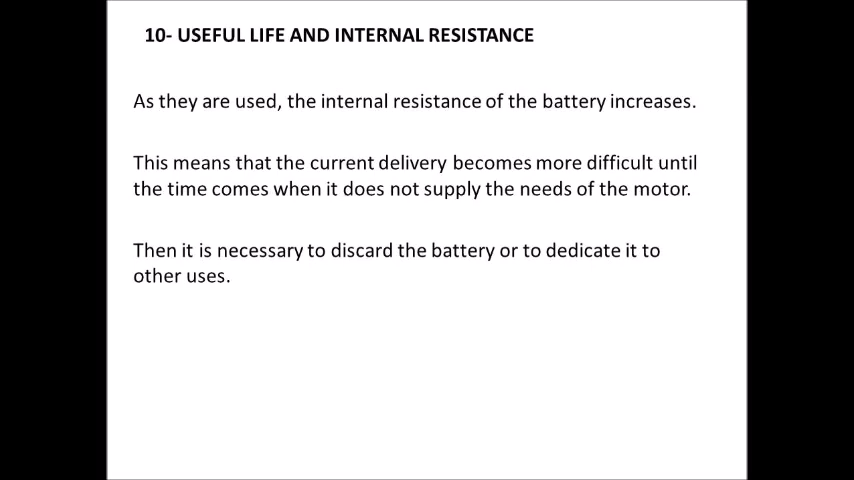 10- USEFUL LIFE AND INTERNAL RESISTANCE
As they are used, the internal resistance of the battery increases.
This means that the current delivery becomes more difficult until
the time comes when it does not supply the needs of the motor.
Then it is necessary to discard the battery or to dedicate it to
other uses.